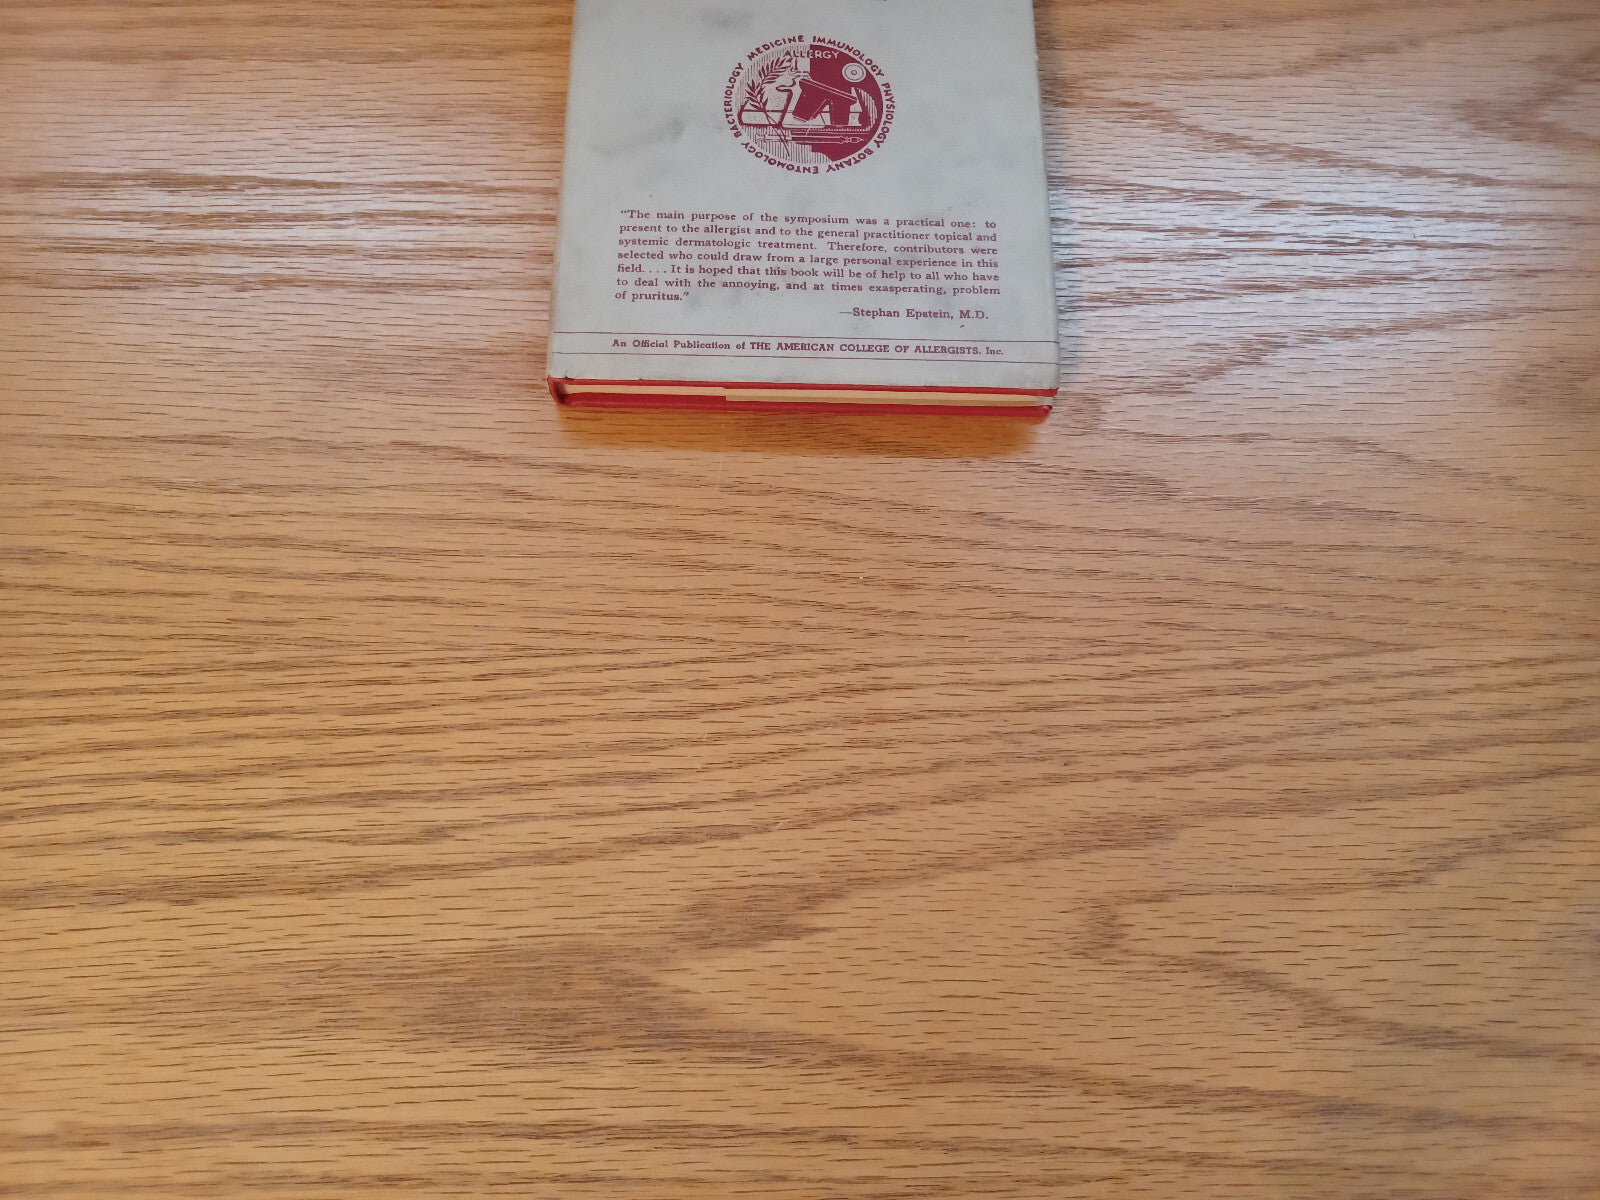 BACTERIOLOGY MEDICINE IMMUNOLOGY PHYSIOLOGY BOTANY ENTOMOLOGY
ALLERGY
“The main purpose of the symposium was a practical one: to
present to the allergist and to the general practitioner topical and
systemic dermatologic treatment. Therefore, contributors were
selected who could draw from a large personal experience in this
field. . . . It is hoped that this book will be of help to all who have
to deal with the annoying, and at times exasperating, problem
of pruritus.”
—Stephan Epstein, M.D.
An Official Publication of THE AMERICAN COLLEGE OF ALLERGISTS, Inc.